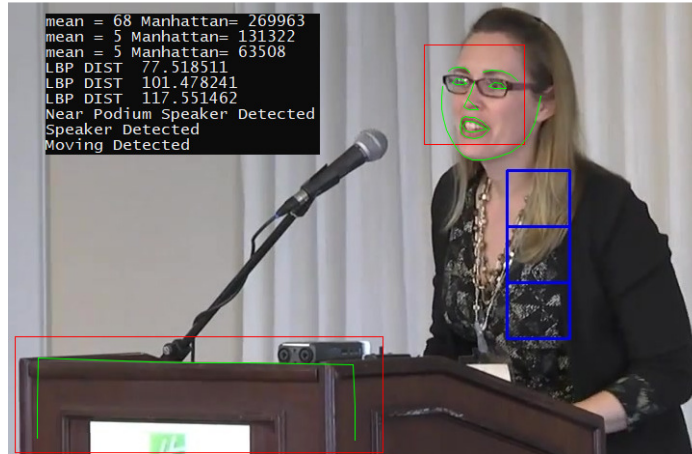 mean = 68 Manhattan= 269963
mean = 5 Manhattan= 131322
mean = 5 Manhattan= 63508
LBP DIST  77.518511
LBP DIST  101.478241
LBP DIST  117.551462
Near Podium Speaker Detected
Speaker Detected
Moving Detected